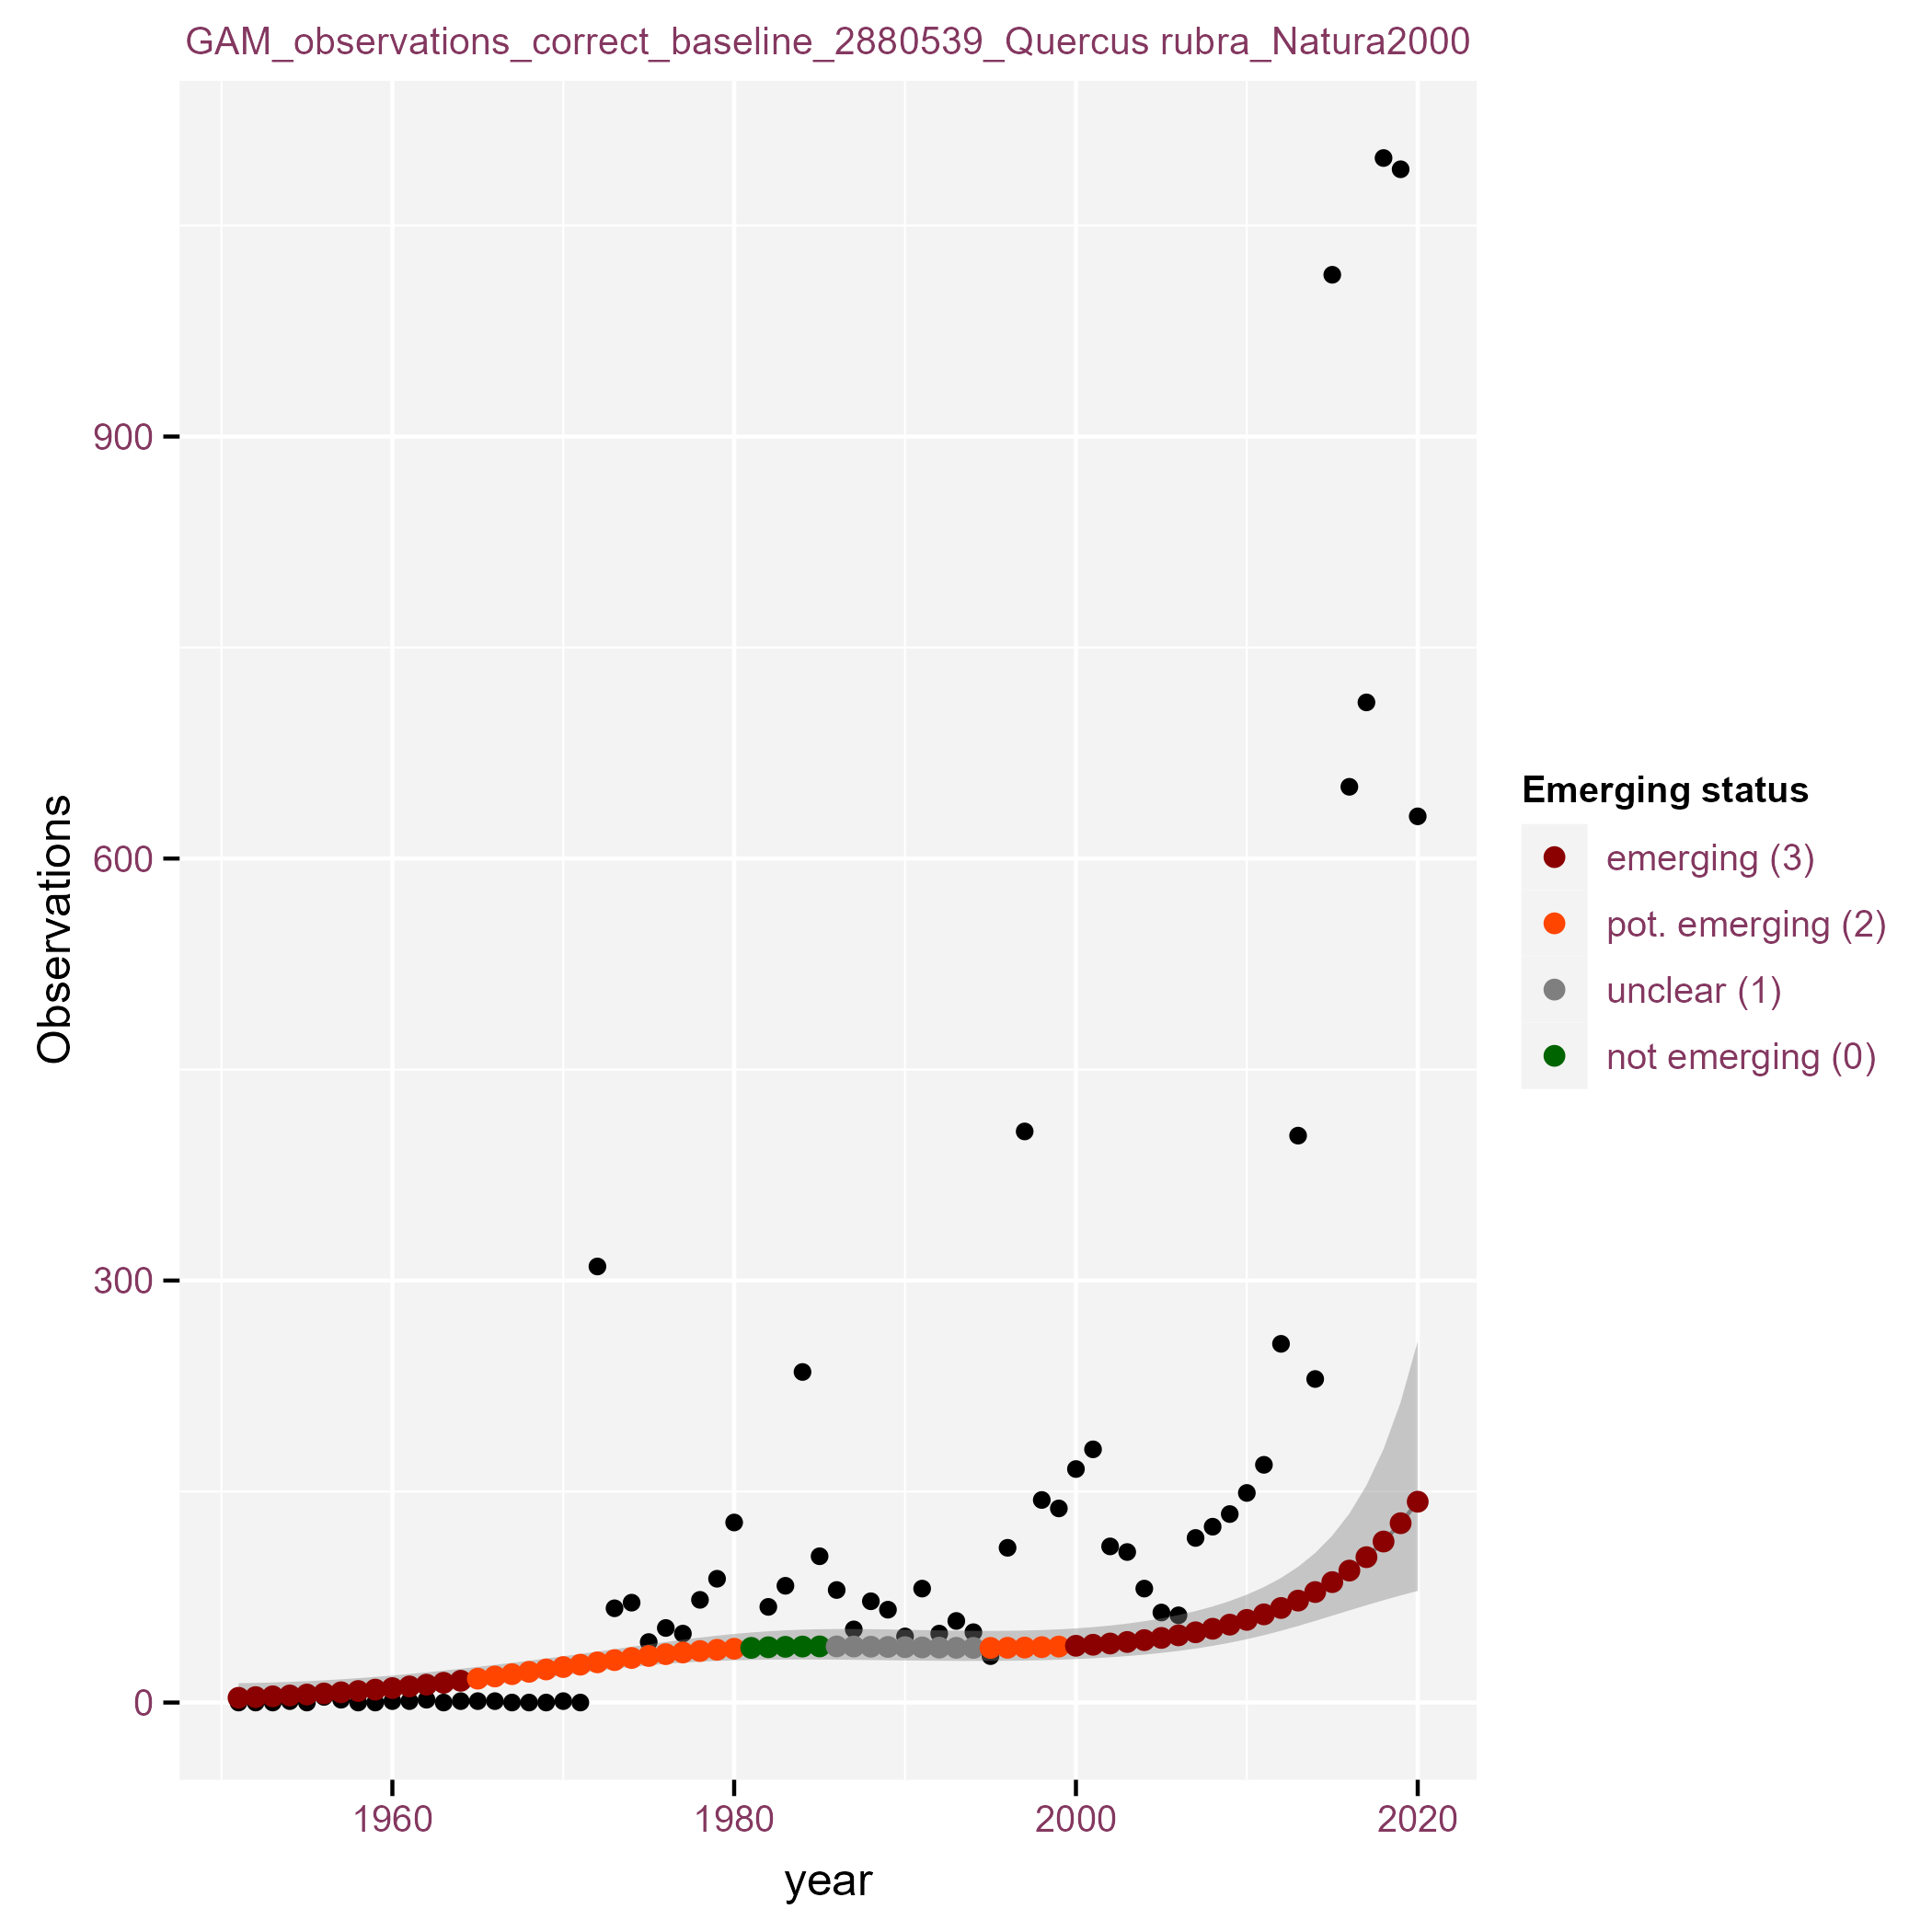 GAM_observations_correct_baseline_2880539_Quercus rubra_Natura2000
900
600
300
0
Observations
1960
1980
2000
2020
year
Emerging status
emerging (3)
pot. emerging (2)
unclear (1)
not emerging (0)